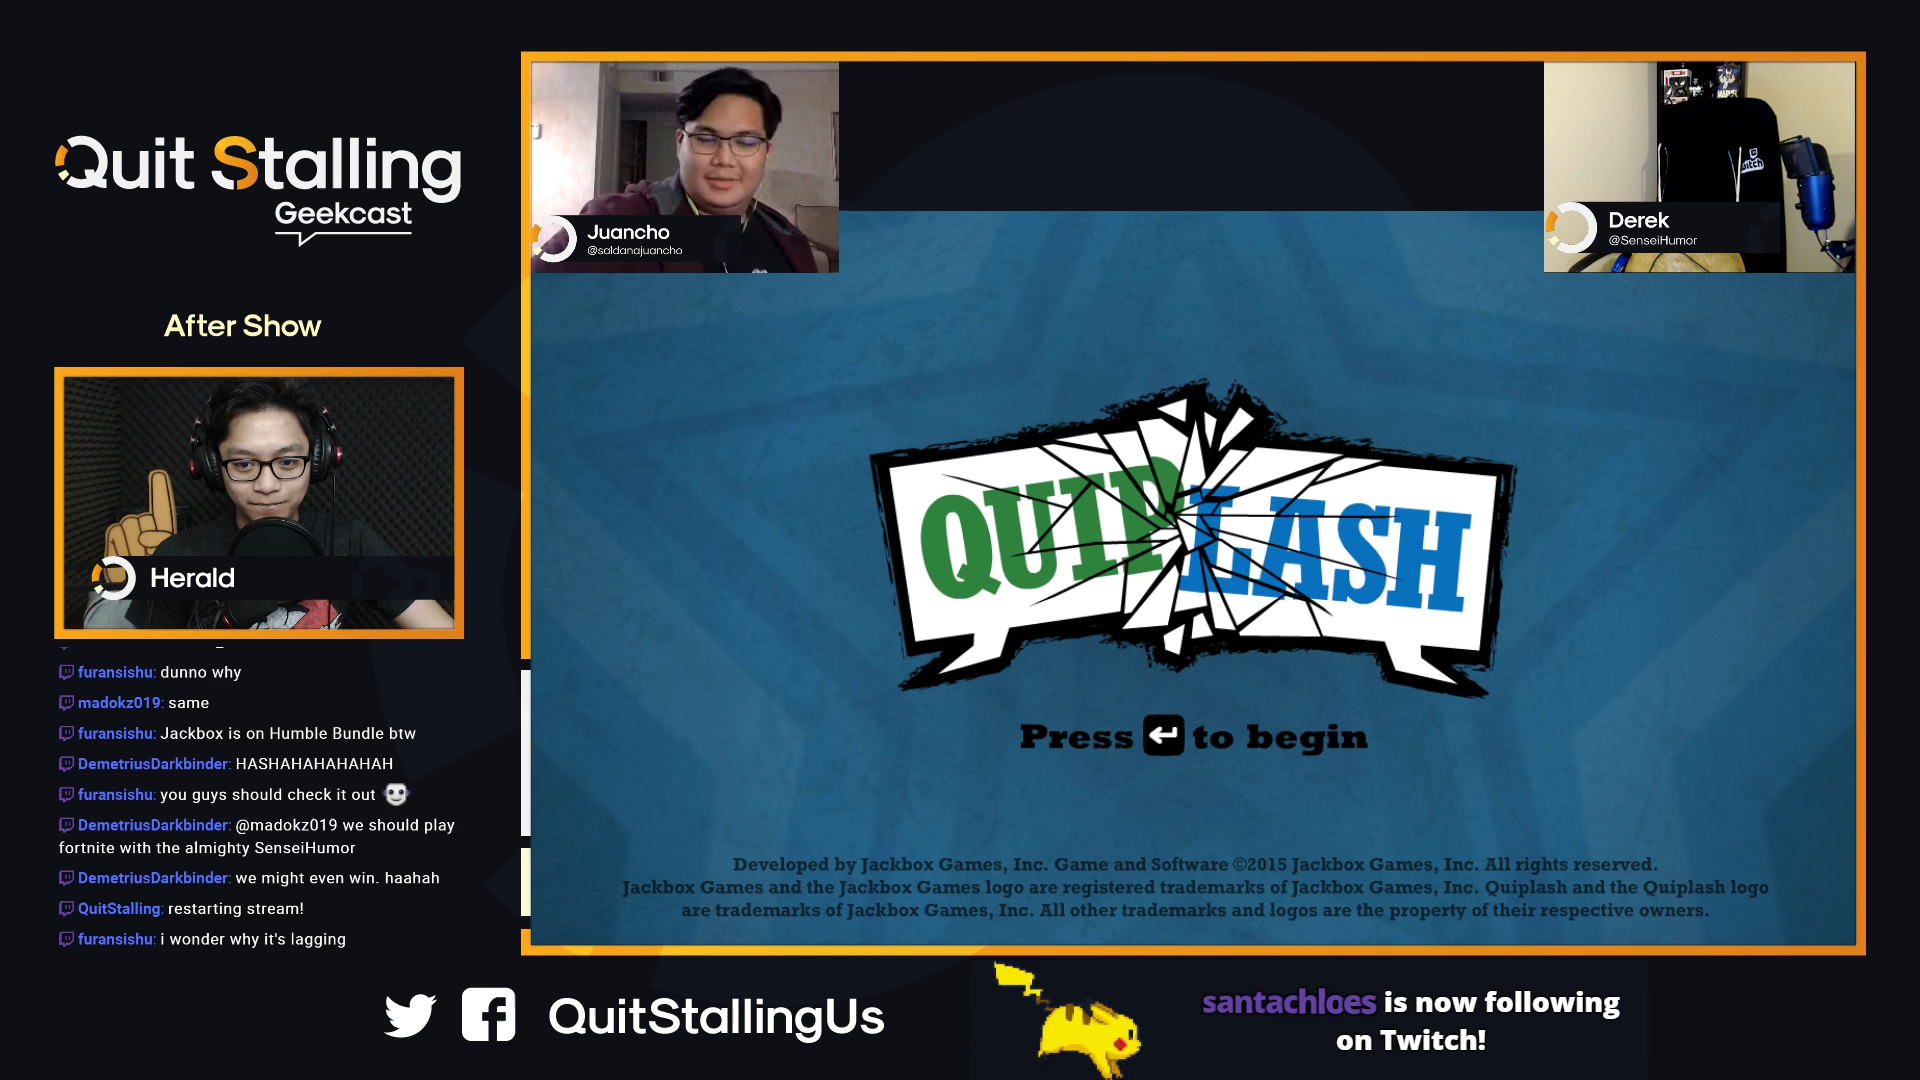 Quit Stalling
Geekcast
After Show
Herald
furansishu: dunno why
madokz019: same
furansishu: Jackbox is on Humble Bundle btw
DemetriusDarkbinder: HASHAHAHAHAHAH
furansishu: you guys should check it out
DemetriusDarkbinder: @madokz019 we should play
fortnite with the almighty SenseiHumor
DemetriusDarkbinder: we might even win. haahah
QuitStalling: restarting stream!
furansishu: i wonder why it's lagging
Juancho
@saldanajuancho
Derek
@SenseiHumor
QUIPLASH
Press to begin
Developed by Jackbox Games, Inc. Game and Software ©2015 Jackbox Games, Inc. All rights reserved.
Jackbox Games and the Jackbox Games logo are registered trademarks of Jackbox Games, Inc. Quiplash and the Quiplash logo
are trademarks of Jackbox Games, Inc. All other trademarks and logos are the property of their respective owners.
QuitStallingUs
santachloes is now following
on Twitch!